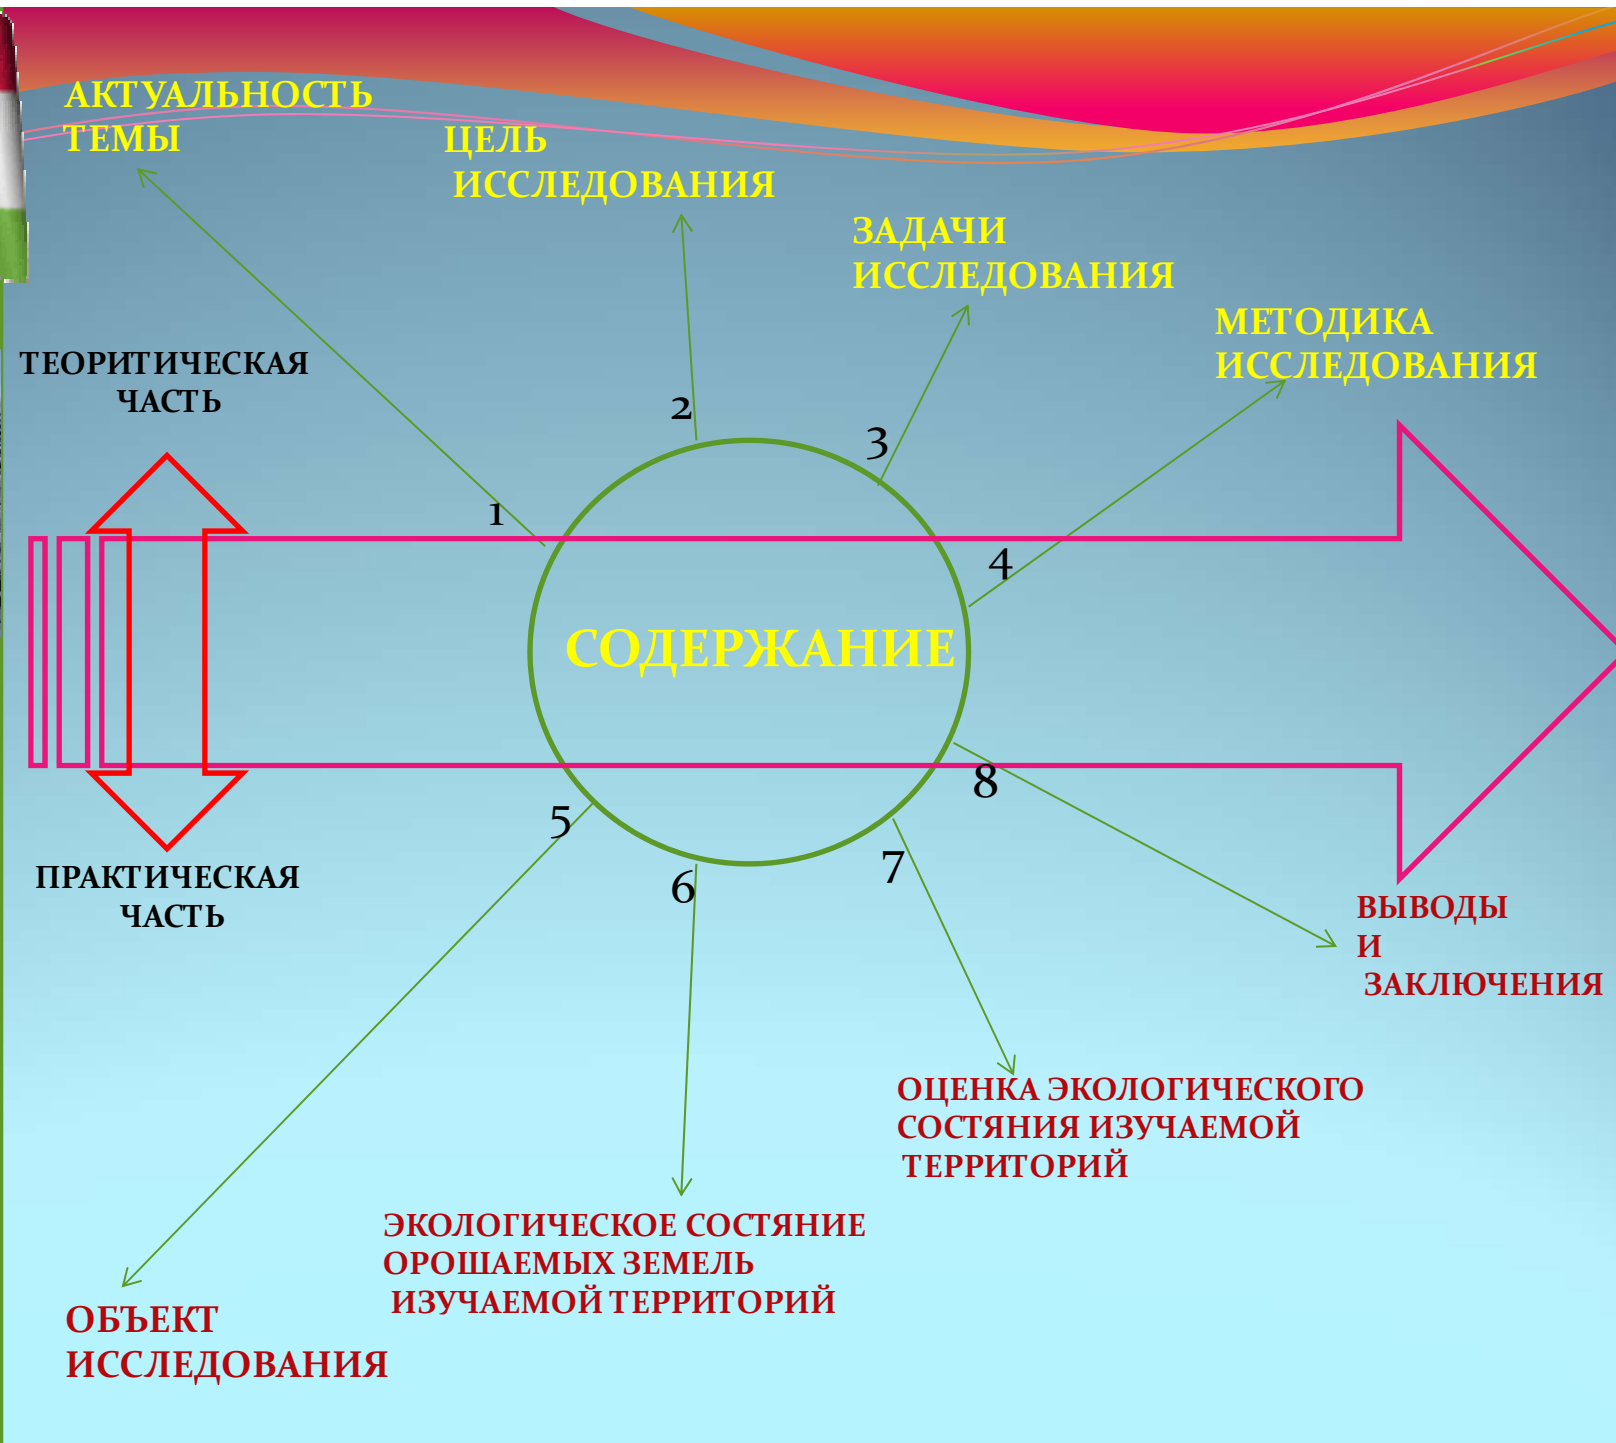 АКТУАЛЬНОСТЬ
ТЕМЫ
ЦЕЛЬ
ИССЛЕДОВАНИЯ
ЗАДАЧИ
ИССЛЕДОВАНИЯ
МЕТОДИКА
ИССЛЕДОВАНИЯ
ТЕОРИТИЧЕСКАЯ
ЧАСТЬ
1
2
3
4
СОДЕРЖАНИЕ
5
6
7
8
ПРАКТИЧЕСКАЯ
ЧАСТЬ
ВЫВОДЫ
И
ЗАКЛЮЧЕНИЯ
ОЦЕНКА ЭКОЛОГИЧЕСКОГО
СОСТЯНИЯ ИЗУЧАЕМОЙ
ТЕРРИТОРИЙ
ЭКОЛОГИЧЕСКОЕ СОСТЯНИЕ
ОРОШАЕМЫХ ЗЕМЕЛЬ
ИЗУЧАЕМОЙ ТЕРРИТОРИЙ
ОБЪЕКТ
ИССЛЕДОВАНИЯ